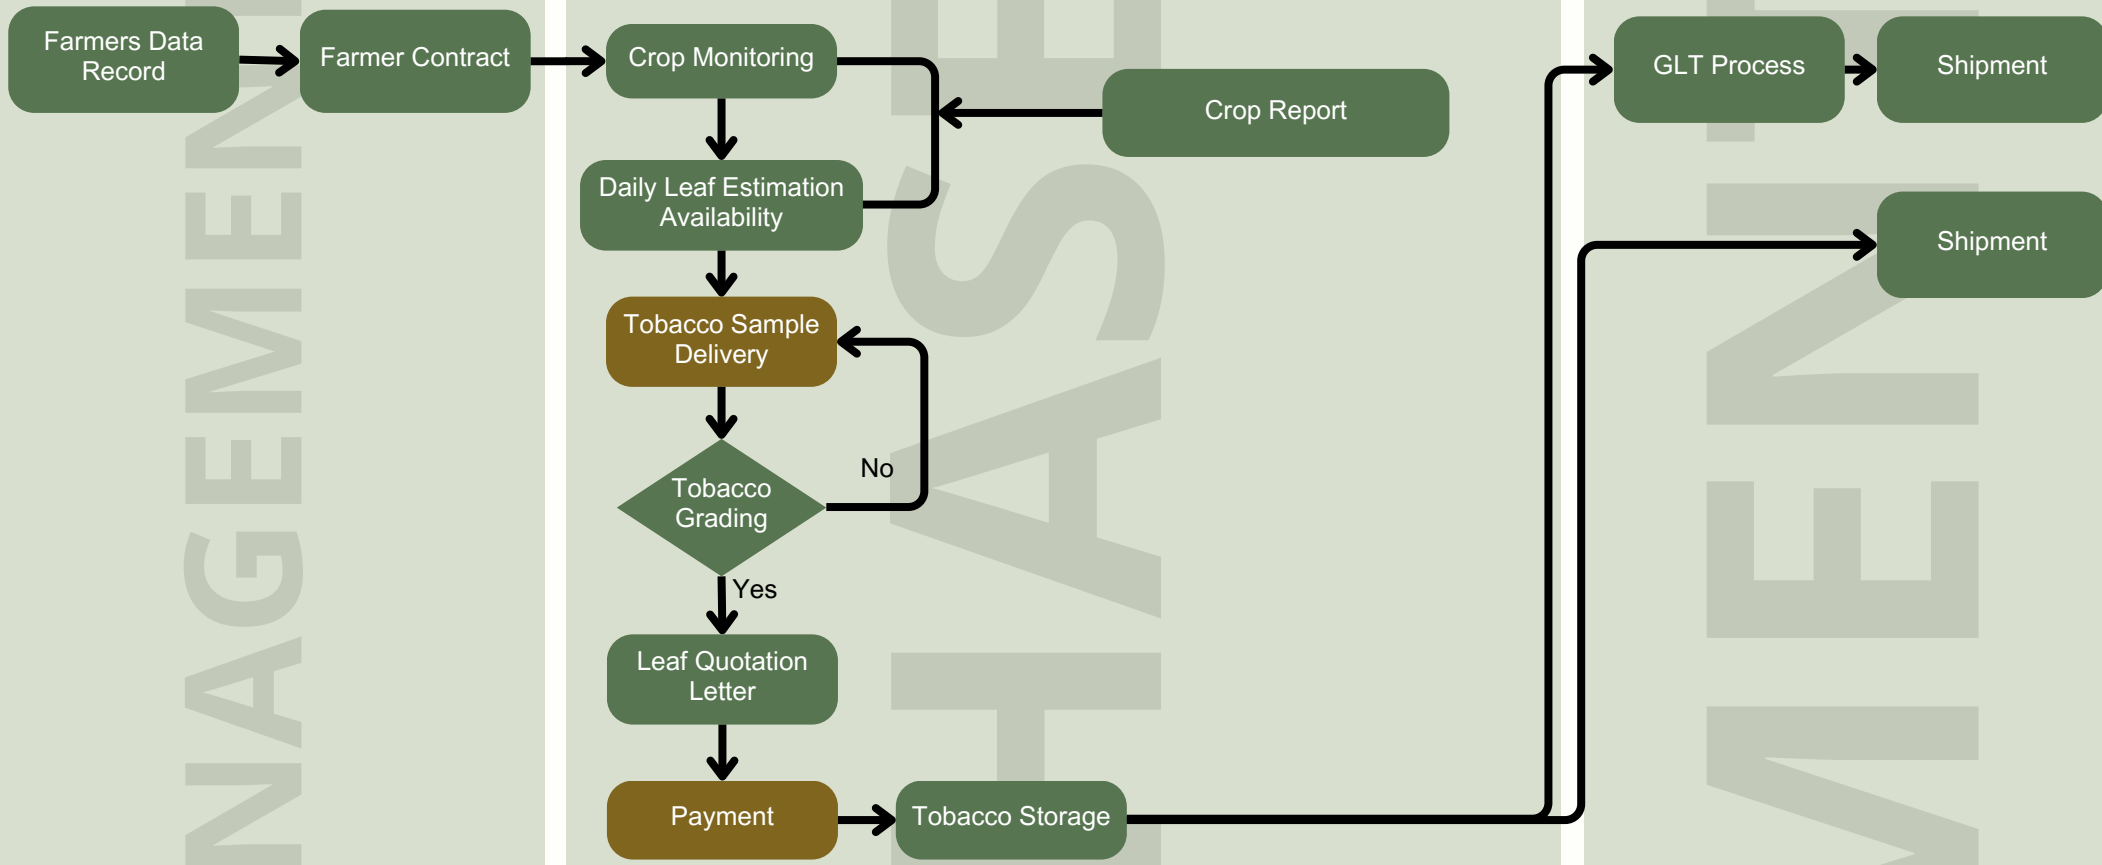 Farmers Data
Record
Farmer Contract
Crop Monitoring
Crop Report
Daily Leaf Estimation
Availability
Tobacco Sample
Delivery
Tobacco
Grading
No
Yes
Leaf Quotation
Letter
Payment
Tobacco Storage
GLT Process
Shipment
Shipment